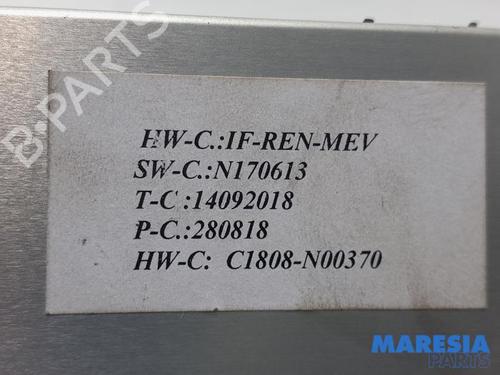 B-PARTS
HW-C.:IF-REN-MEV
SW-C.:N170613
T-C :14092018
P-C.:280818
HW-C: C1808-N00370
MARESIA
PARTS